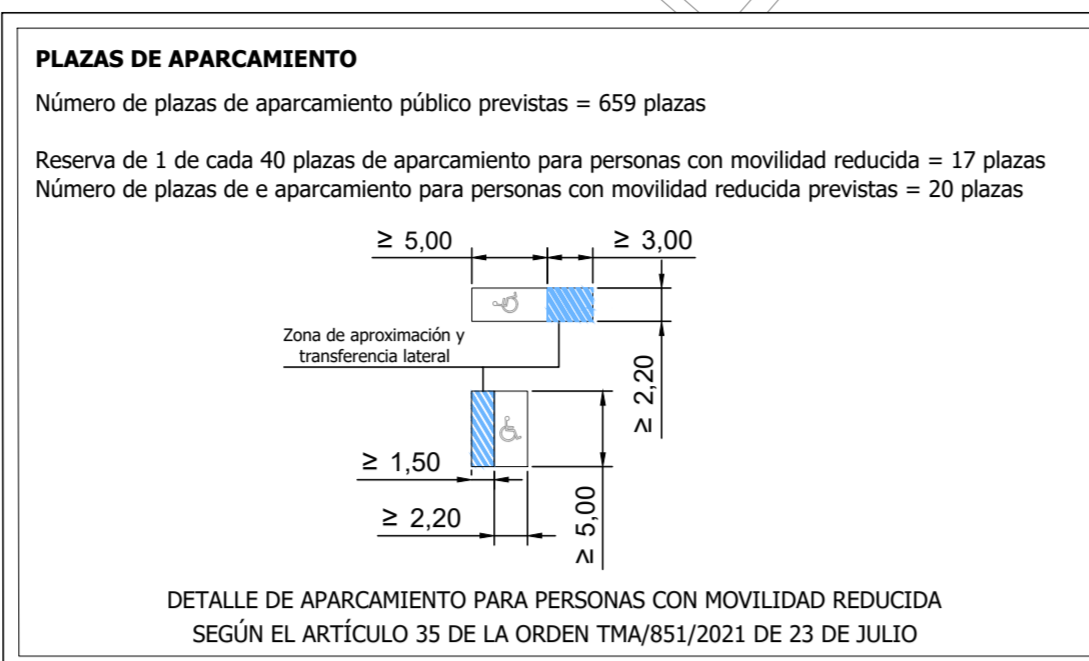 PLAZAS DE APARCAMIENTO
Número de plazas de aparcamiento público previstas = 659 plazas
Reserva de 1 de cada 40 plazas de aparcamiento para personas con movilidad reducida = 17 plazas
Número de plazas de e aparcamiento para personas con movilidad reducida previstas = 20 plazas
≥ 5,00
≥ 3,00
Zona de aproximación y
transferencia lateral
≥ 2,20
≥ 1,50
≥ 2,20
≥ 5,00
DETALLE DE APARCAMIENTO PARA PERSONAS CON MOVILIDAD REDUCIDA
SEGÚN EL ARTÍCULO 35 DE LA ORDEN TMA/851/2021 DE 23 DE JULIO